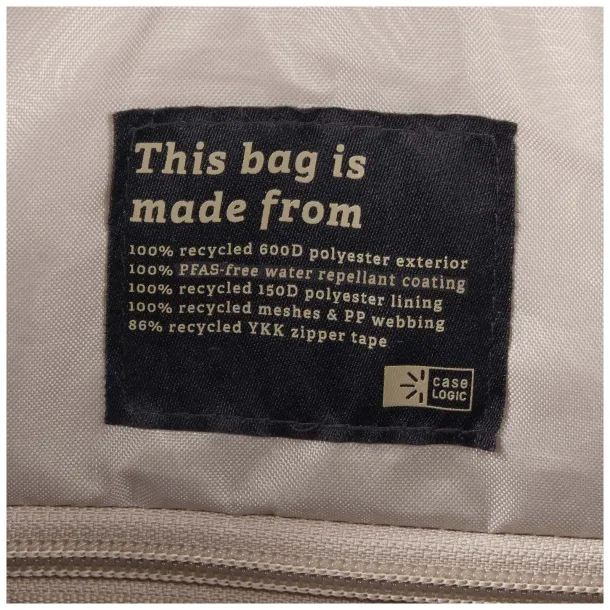 This bag is
made from
100% recycled 600D polyester exterior
100% PFAS-free water repellant coating
100% recycled 150D polyester lining
100% recycled meshes & PP webbing
86% recycled YKK zipper tape
case
LOGIC